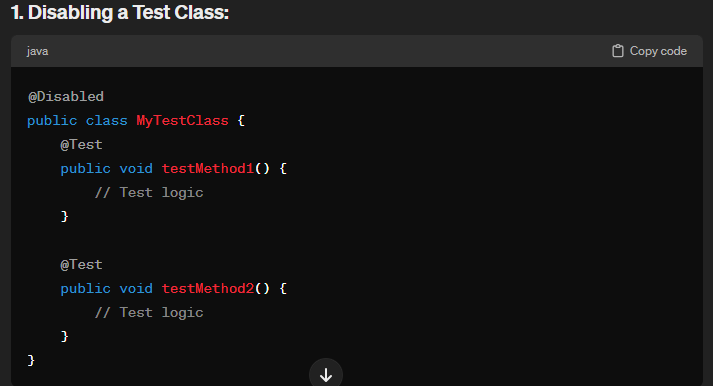 1. Disabling a Test Class:
java
Copy code
@Disabled
public class MyTestClass {
    @Test
    public void testMethod1() {
        // Test logic
    }
    @Test
    public void testMethod2() {
        // Test logic
    }
}